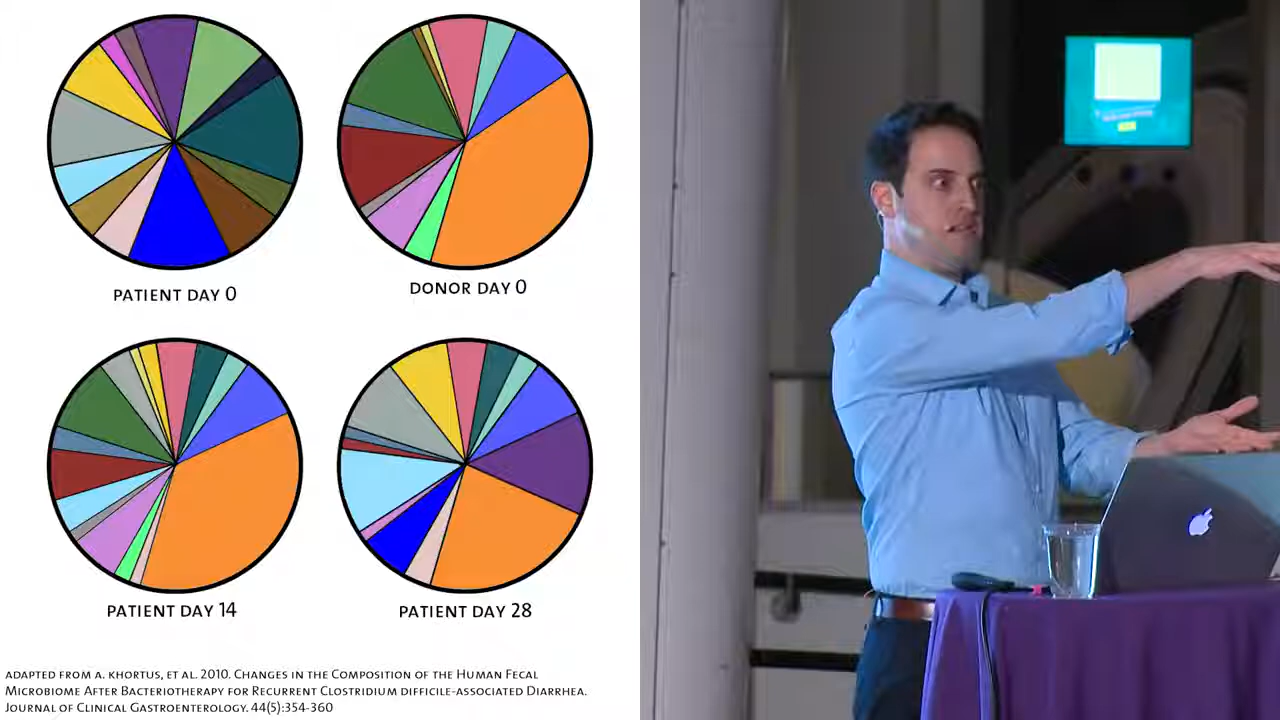 PATIENT DAY 0
DONOR DAY 0
PATIENT DAY 14
PATIENT DAY 28
ADAPTED FROM A. KHORTUS, ET AL. 2010. CHANGES IN THE COMPOSITION OF THE HUMAN FECAL
MICROBIOME AFTER BACTERIOTHERAPY FOR RECURRENT CLOSTRIDIUM DIFFICILE-ASSOCIATED DIARRHEA.
JOURNAL OF CLINICAL GASTROENTEROLOGY. 44(5):354-360